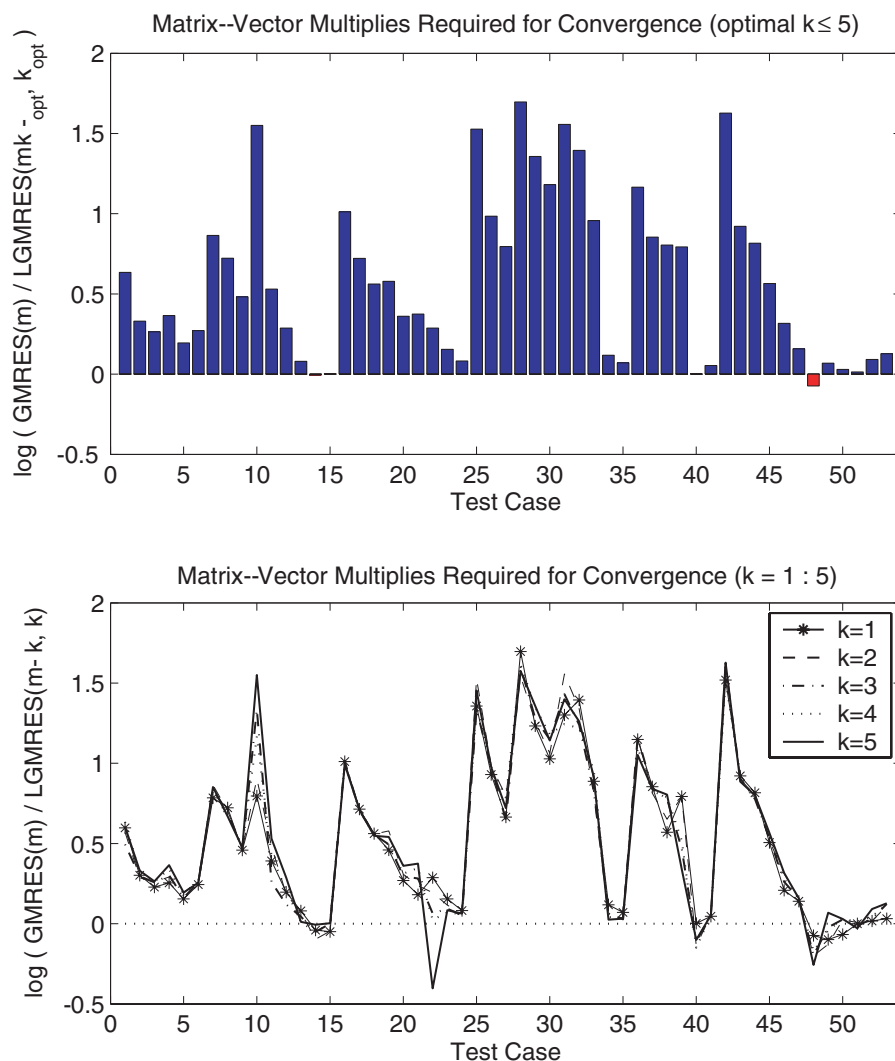 Matrix--Vector Multiplies Required for Convergence (optimal k≤ 5)
log ( GMRES(m) / LGMRES(mk -opt, kopt )
2
1.5
1
0.5
0
-0.5
0 5 10 15 20 25 30 35 40 45 50
Test Case
Matrix--Vector Multiplies Required for Convergence (k = 1 : 5)
log ( GMRES(m) / LGMRES(m- k, k)
2
1.5
1
0.5
0
-0.5
k=1
k=2
k=3
k=4
k=5
0 5 10 15 20 25 30 35 40 45 50
Test Case